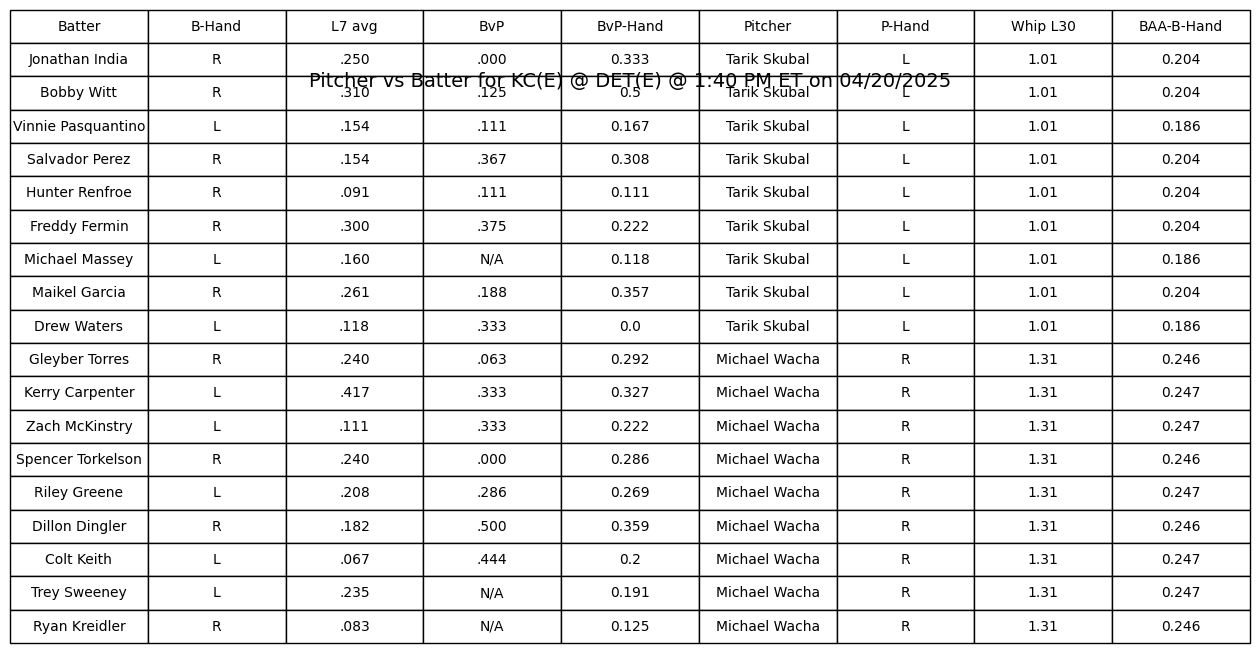 Batter B-Hand L7 avg BvP BvP-Hand Pitcher P-Hand Whip L30 BAA-B-Hand
Jonathan India R .250 .000 0.333 Tarik Skubal L 1.01 0.204
Pitcher vs Batter for KC(E) @ DET(E) @ 1:40 PM ET on 04/20/2025
Bobby Witt R .310 .125 0.5 Tarik Skubal L 1.01 0.204
Vinnie Pasquantino L .154 .111 0.167 Tarik Skubal L 1.01 0.186
Salvador Perez R .154 .367 0.308 Tarik Skubal L 1.01 0.204
Hunter Renfroe R .091 .111 0.111 Tarik Skubal L 1.01 0.204
Freddy Fermin R .300 .375 0.222 Tarik Skubal L 1.01 0.204
Michael Massey L .160 N/A 0.118 Tarik Skubal L 1.01 0.186
Maikel Garcia R .261 .188 0.357 Tarik Skubal L 1.01 0.204
Drew Waters L .118 .333 0.0 Tarik Skubal L 1.01 0.186
Gleyber Torres R .240 .063 0.292 Michael Wacha R 1.31 0.246
Kerry Carpenter L .417 .333 0.327 Michael Wacha R 1.31 0.247
Zach McKinstry L .111 .333 0.222 Michael Wacha R 1.31 0.247
Spencer Torkelson R .240 .000 0.286 Michael Wacha R 1.31 0.246
Riley Greene L .208 .286 0.269 Michael Wacha R 1.31 0.247
Dillon Dingler R .182 .500 0.359 Michael Wacha R 1.31 0.246
Colt Keith L .067 .444 0.2 Michael Wacha R 1.31 0.247
Trey Sweeney L .235 N/A 0.191 Michael Wacha R 1.31 0.247
Ryan Kreidler R .083 N/A 0.125 Michael Wacha R 1.31 0.246